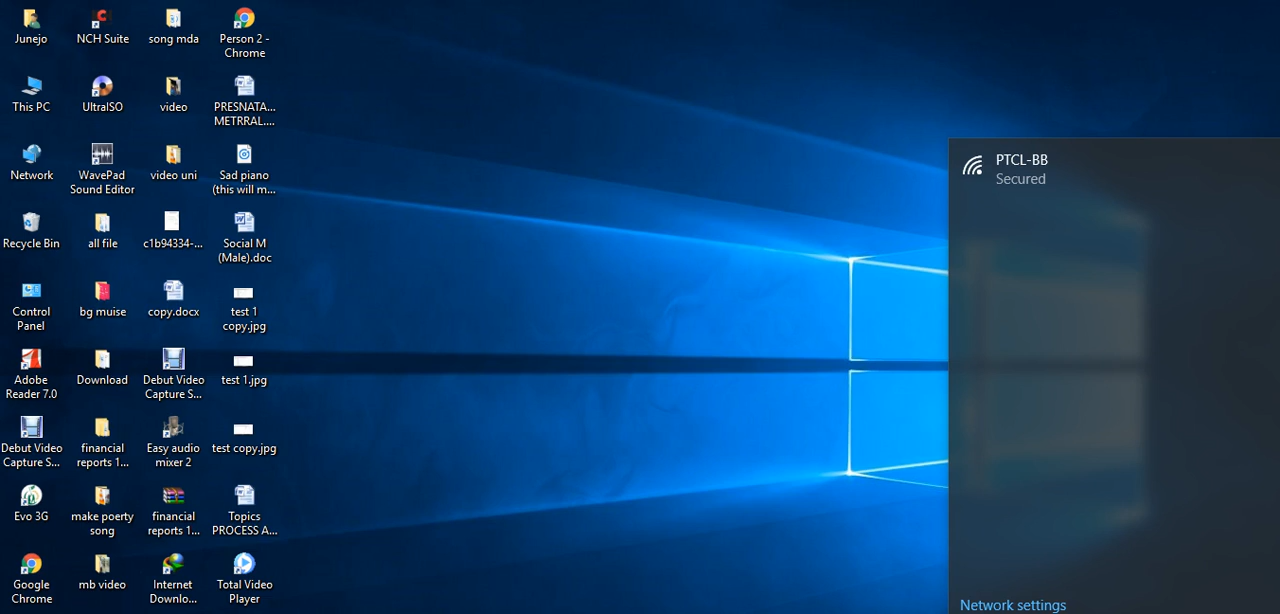 Junejo
NCH Suite
song mda
Person 2 -
Chrome
This PC
UltraISO
video
PRESNATA...
METRRAL....
Network
WavePad
Sound Editor
video uni
Sad piano
(this will m...
Recycle Bin
all file
c1b94334-...
Social M
(Male).doc
Control
Panel
bg muise
copy.docx
test 1
copy.jpg
Adobe
Reader 7.0
Download
Debut Video
Capture S...
test 1.jpg
Debut Video
Capture S...
financial
reports 1...
Easy audio
mixer 2
test copy.jpg
Evo 3G
make poerty
song
financial
reports 1...
Topics
PROCESS A...
Google
Chrome
mb video
Internet
Downlo...
Total Video
Player
PTCL-BB
Secured
Network settings